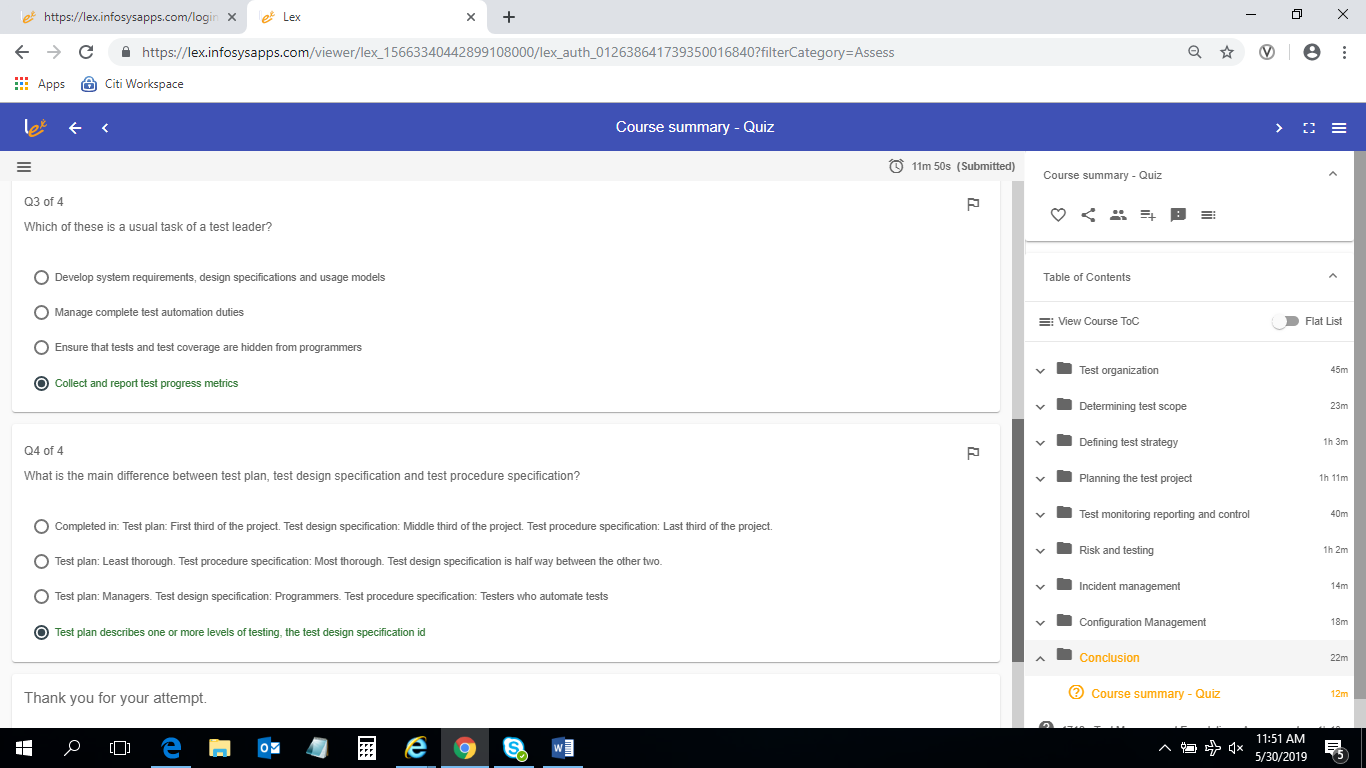 https://lex.infosysapps.com/login
Lex
https://lex.infosysapps.com/viewer/lex_15663340442899108000/lex_auth_012638641739350016840?filterCategory=Assess
Apps
Citi Workspace
lex
Course summary - Quiz
11m 50s (Submitted)
Q3 of 4
Which of these is a usual task of a test leader?
Develop system requirements, design specifications and usage models
Manage complete test automation duties
Ensure that tests and test coverage are hidden from programmers
Collect and report test progress metrics
Q4 of 4
What is the main difference between test plan, test design specification and test procedure specification?
Completed in: Test plan: First third of the project. Test design specification: Middle third of the project. Test procedure specification: Last third of the project.
Test plan: Least thorough. Test procedure specification: Most thorough. Test design specification is half way between the other two.
Test plan: Managers. Test design specification: Programmers. Test procedure specification: Testers who automate tests
Test plan describes one or more levels of testing, the test design specification id
Thank you for your attempt.
Course summary - Quiz
Table of Contents
View Course ToC
Flat List
Test organization 45m
Determining test scope 23m
Defining test strategy 1h 3m
Planning the test project 1h 11m
Test monitoring reporting and control 40m
Risk and testing 1h 2m
Incident management 14m
Configuration Management 18m
Conclusion 22m
Course summary - Quiz 12m
11:51 AM
5/30/2019
5